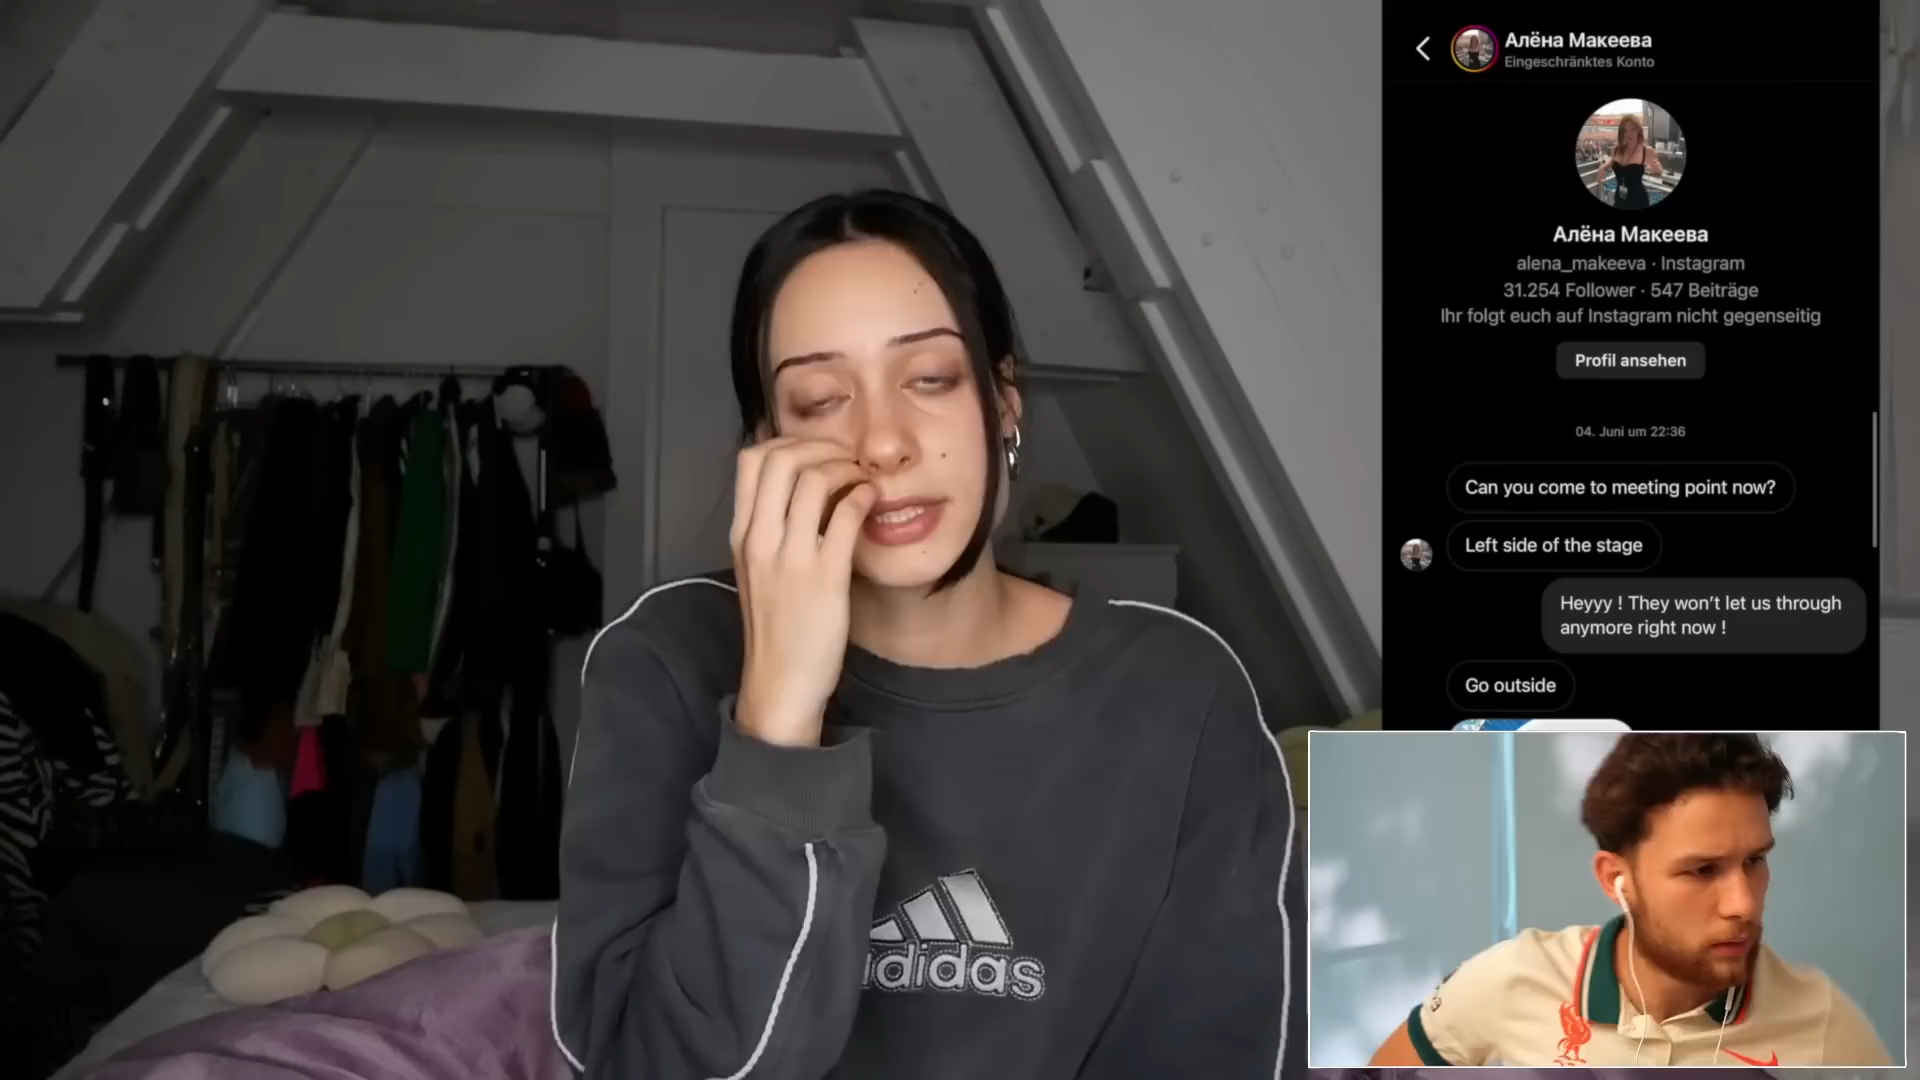 Алёна Макеева
Eingeschränktes Konto
Алёна Макеева
alena_makeeva · Instagram
31.254 Follower · 547 Beiträge
Ihr folgt euch auf Instagram nicht gegenseitig
Profil ansehen
04. Juni um 22:36
Can you come to meeting point now?
Left side of the stage
Heyyy ! They won’t let us through
anymore right now !
Go outside
adidas